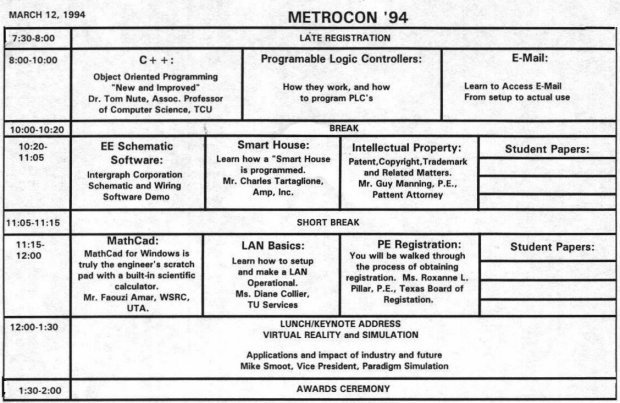 MARCH 12, 1994
METROCON '94
7:30-8:00
LATE REGISTRATION
8:00-10:00
C++:
Object Oriented Programming
"New and Improved"
Dr. Tom Nute, Assoc. Professor
of Computer Science, TCU
Programable Logic Controllers:
How they work, and how
to program PLC's
E-Mail:
Learn to Access E-Mail
From setup to actual use
10:00-10:20
BREAK
10:20-
11:05
EE Schematic
Software:
Intergraph Corporation
Schematic and Wiring
Software Demo
Smart House:
Learn how a "Smart House
is programmed.
Mr. Charles Tartaglione,
Amp, Inc.
Intellectual Property:
Patent,Copyright,Trademark
and Related Matters.
Mr. Guy Manning, P.E.,
Pattent Attorney
Student Papers:
11:05-11:15
SHORT BREAK
11:15-
12:00
MathCad:
MathCad for Windows is
truly the engineer's scratch
pad with a built-in scientific
calculator.
Mr. Faouzi Amar, WSRC,
UTA.
LAN Basics:
Learn how to setup
and make a LAN
Operational.
Ms. Diane Collier,
TU Services
PE Registration:
You will be walked through
the process of obtaining
registration. Ms. Roxanne L.
Pillar, P.E., Texas Board of
Registation.
Student Papers:
12:00-1:30
LUNCH/KEYNOTE ADDRESS
VIRTUAL REALITY and SIMULATION
Applications and impact of industry and future
Mike Smoot, Vice President, Paradigm Simulation
1:30-2:00
AWARDS CEREMONY